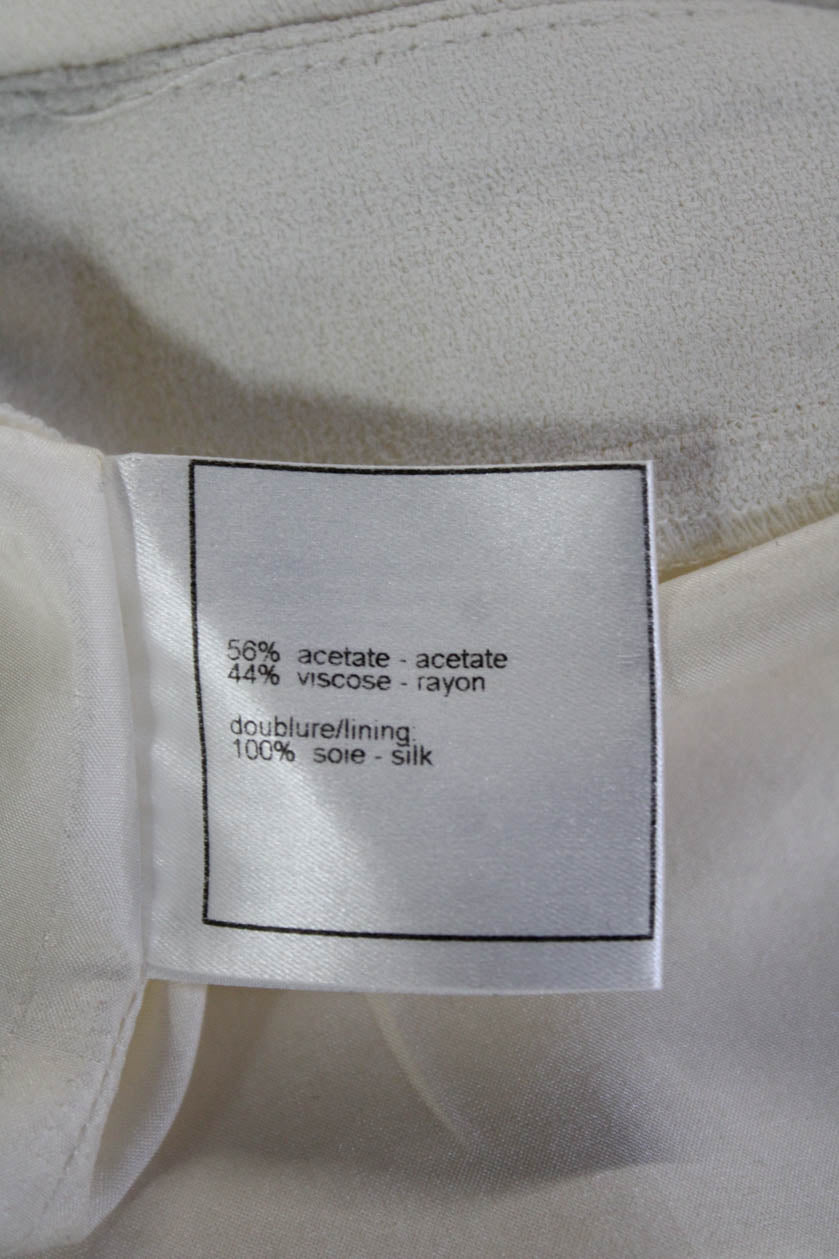 56% acetate - acetate
44% viscose - rayon
doublure/lining:
100% soie - silk